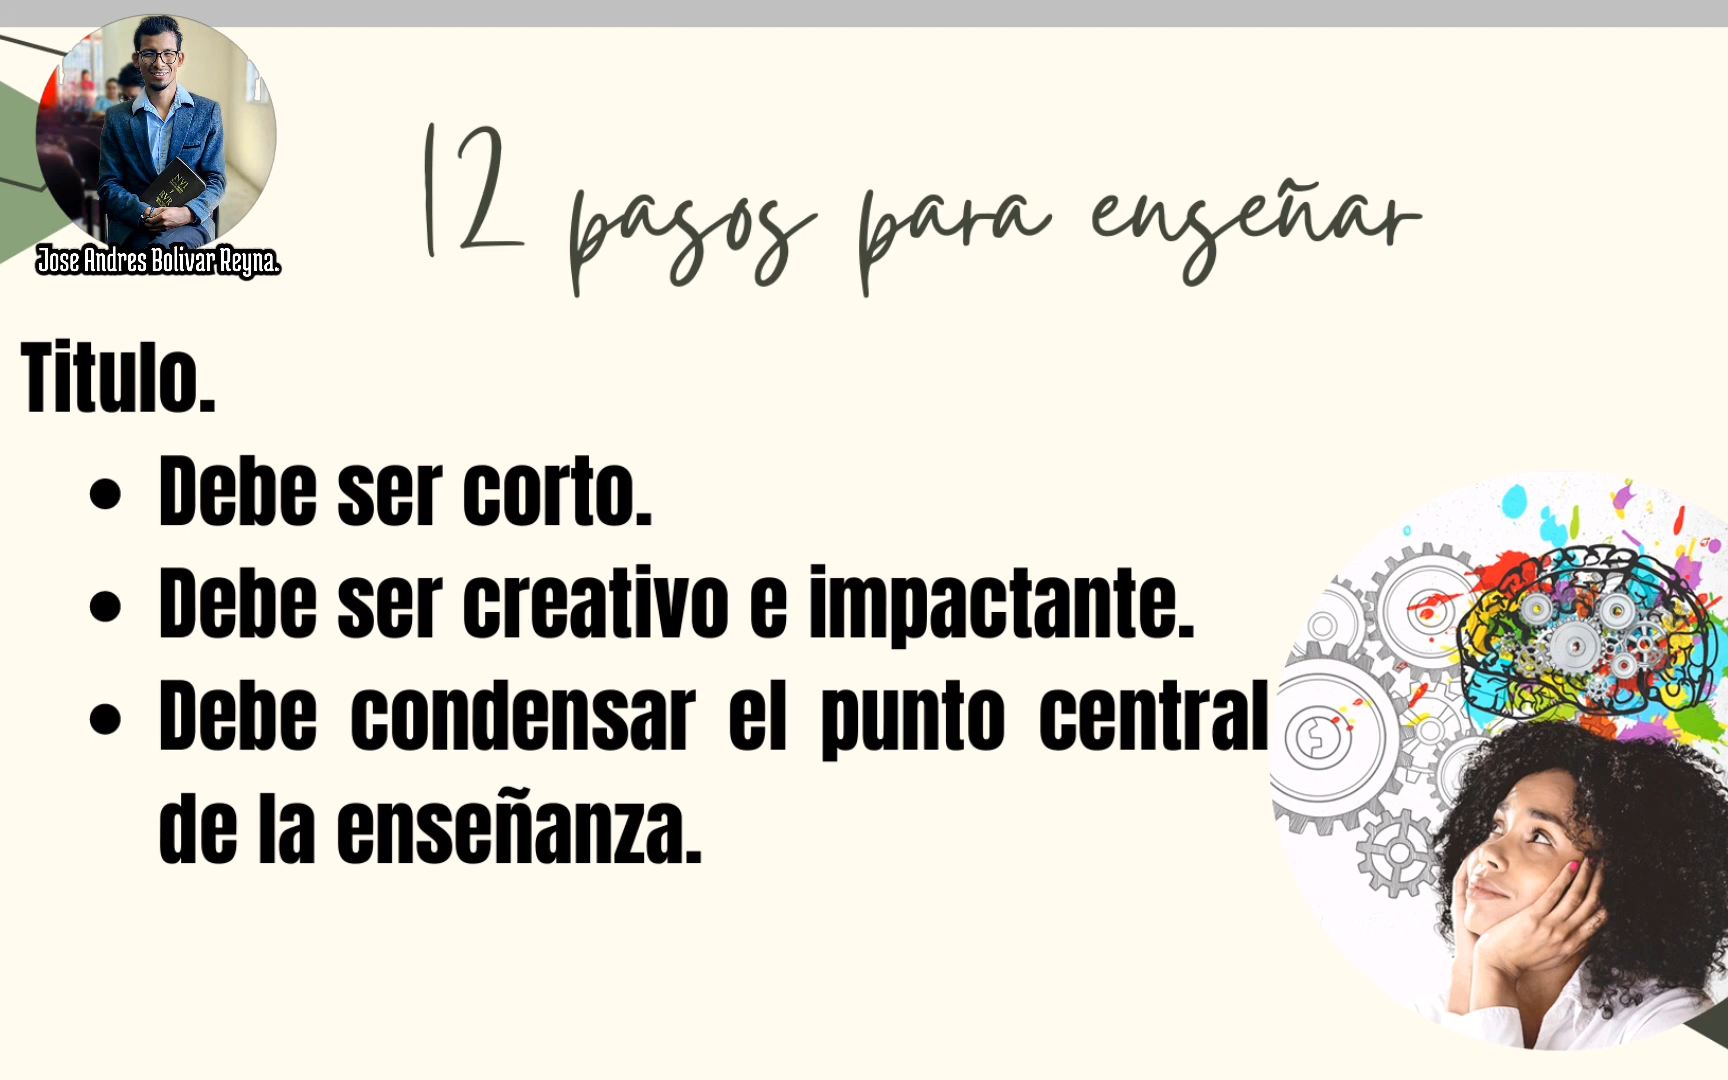 Jose Andres Bolivar Reyna.
12 pasos para enseñar
Titulo.
• Debe ser corto.
• Debe ser creativo e impactante.
• Debe condensar el punto central
de la enseñanza.